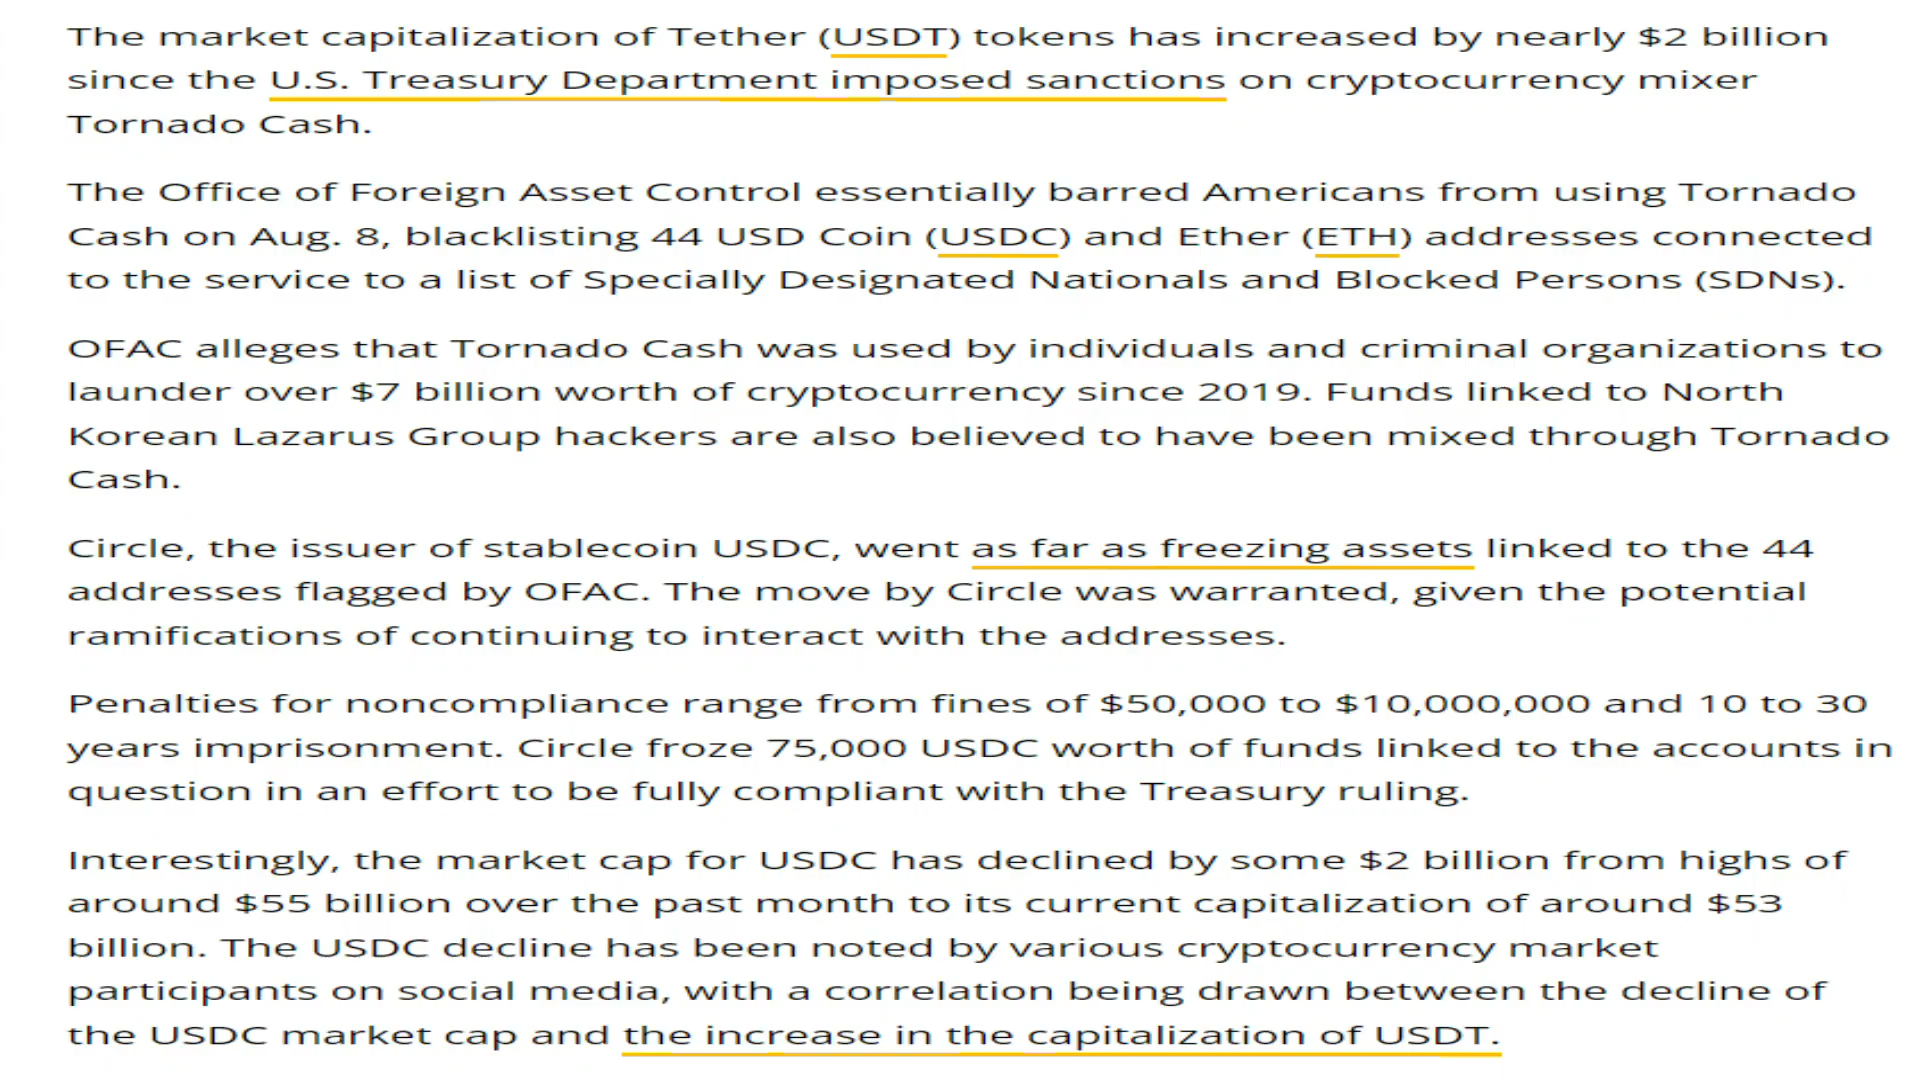 The market capitalization of Tether (USDT) tokens has increased by nearly $2 billion
since the U.S. Treasury Department imposed sanctions on cryptocurrency mixer
Tornado Cash.
The Office of Foreign Asset Control essentially barred Americans from using Tornado
Cash on Aug. 8, blacklisting 44 USD Coin (USDC) and Ether (ETH) addresses connected
to the service to a list of Specially Designated Nationals and Blocked Persons (SDNs).
OFAC alleges that Tornado Cash was used by individuals and criminal organizations to
launder over $7 billion worth of cryptocurrency since 2019. Funds linked to North
Korean Lazarus Group hackers are also believed to have been mixed through Tornado
Cash.
Circle, the issuer of stablecoin USDC, went as far as freezing assets linked to the 44
addresses flagged by OFAC. The move by Circle was warranted, given the potential
ramifications of continuing to interact with the addresses.
Penalties for noncompliance range from fines of $50,000 to $10,000,000 and 10 to 30
years imprisonment. Circle froze 75,000 USDC worth of funds linked to the accounts in
question in an effort to be fully compliant with the Treasury ruling.
Interestingly, the market cap for USDC has declined by some $2 billion from highs of
around $55 billion over the past month to its current capitalization of around $53
billion. The USDC decline has been noted by various cryptocurrency market
participants on social media, with a correlation being drawn between the decline of
the USDC market cap and the increase in the capitalization of USDT.